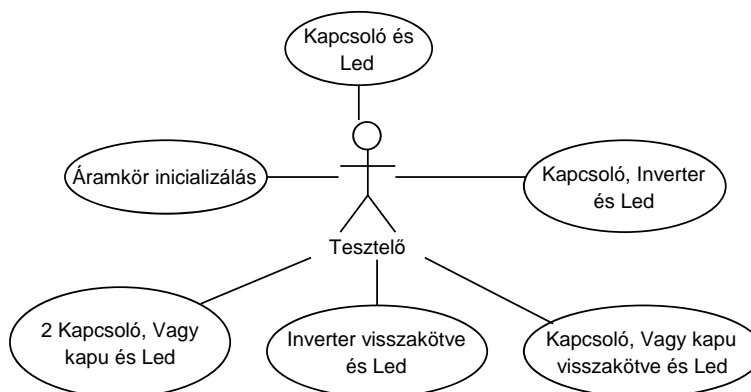 Kapcsoló és
Led
Áramkör inicializálás
Kapcsoló, Inverter
és Led
Tesztelő
2 Kapcsoló, Vagy
kapu és Led
Inverter visszakötve
és Led
Kapcsoló, Vagy kapu
visszakötve és Led